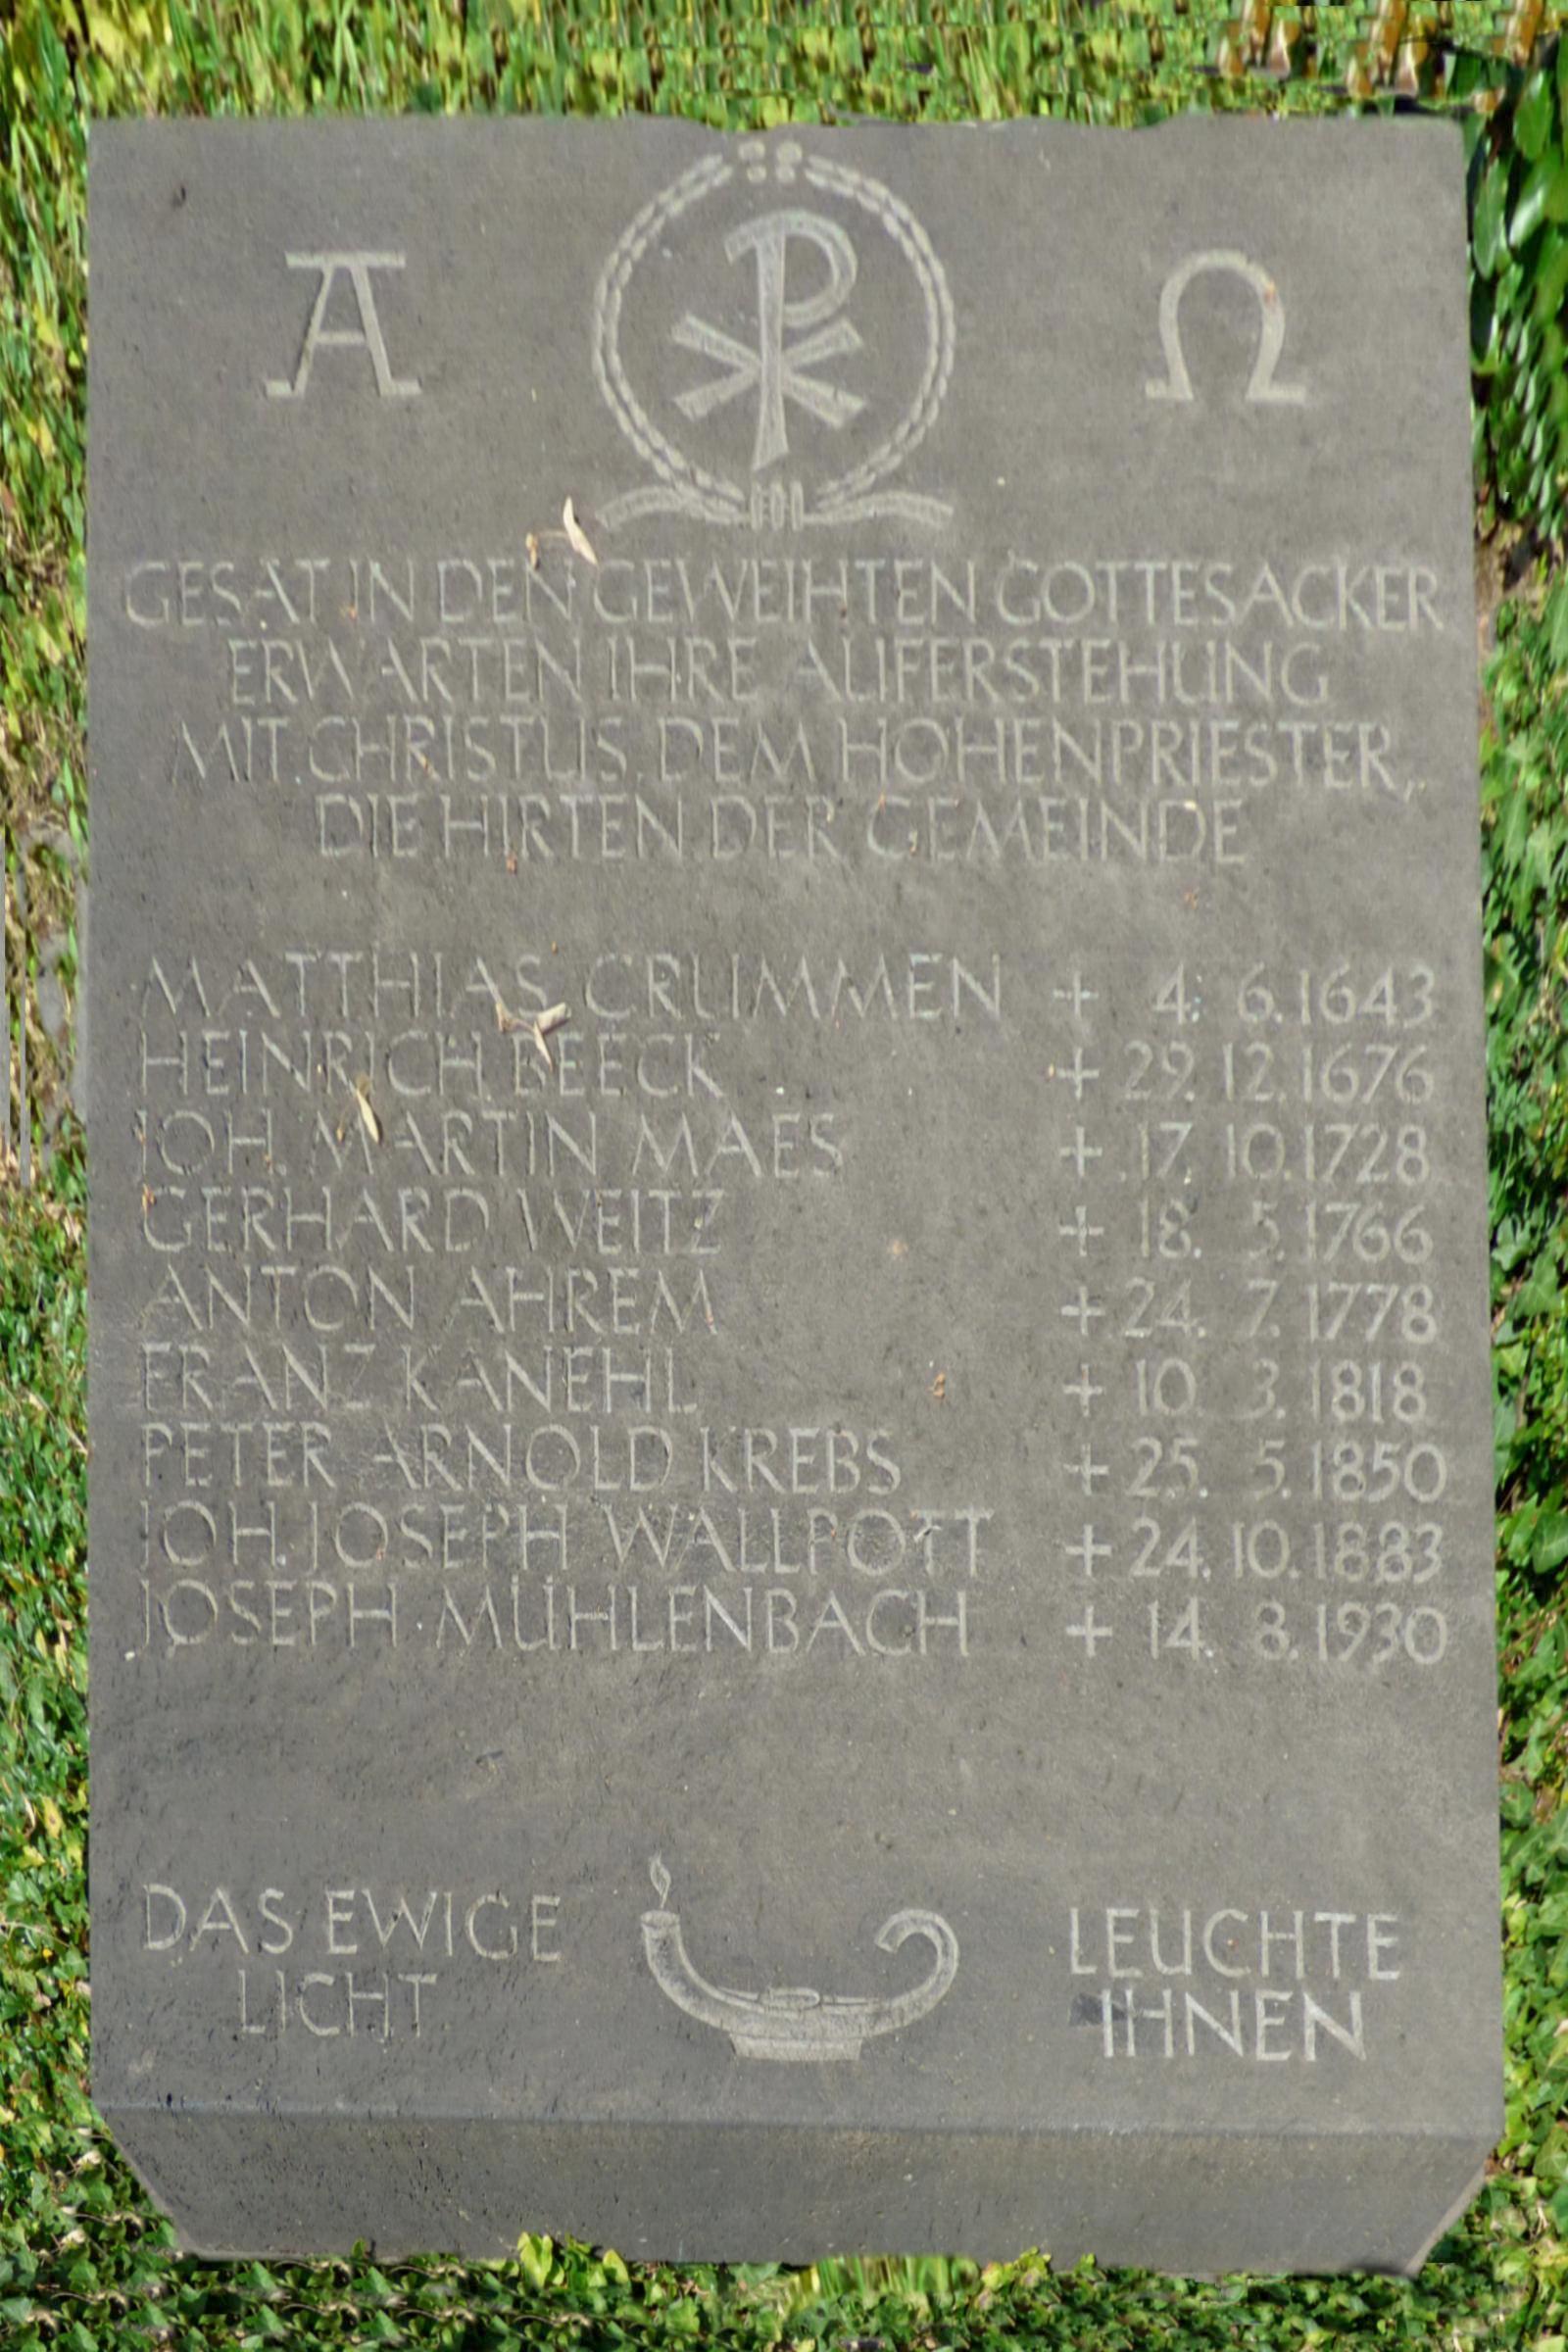 Α Ω
GESÄT IN DEN GEWEIHTEN GOTTESACKER
ERWARTEN IHRE AUFERSTEHUNG
MIT CHRISTUS, DEM HOHENPRIESTER,
DIE HIRTEN DER GEMEINDE
MATTHIAS CRUMMEN + 4. 6. 1643
HEINRICH BEECK + 29. 12. 1676
JOH. MARTIN MAES + 17. 10. 1728
GERHARD WEITZ + 18. 5. 1766
ANTON AHREM + 24. 7. 1778
FRANZ KANEHL + 10. 3. 1818
PETER ARNOLD KREBS + 25. 5. 1850
JOH. JOSEPH WALLPOTT + 24. 10. 1883
JOSEPH MÜHLENBACH + 14. 8. 1930
DAS EWIGE
LICHT
LEUCHTE
IHNEN